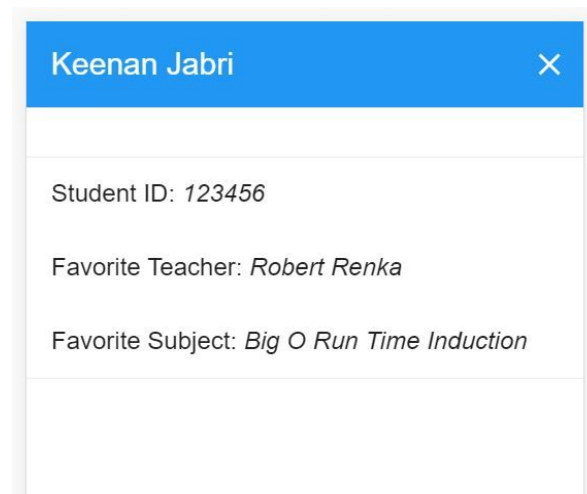 Keenan Jabri
Student ID: 123456
Favorite Teacher: Robert Renka
Favorite Subject: Big O Run Time Induction